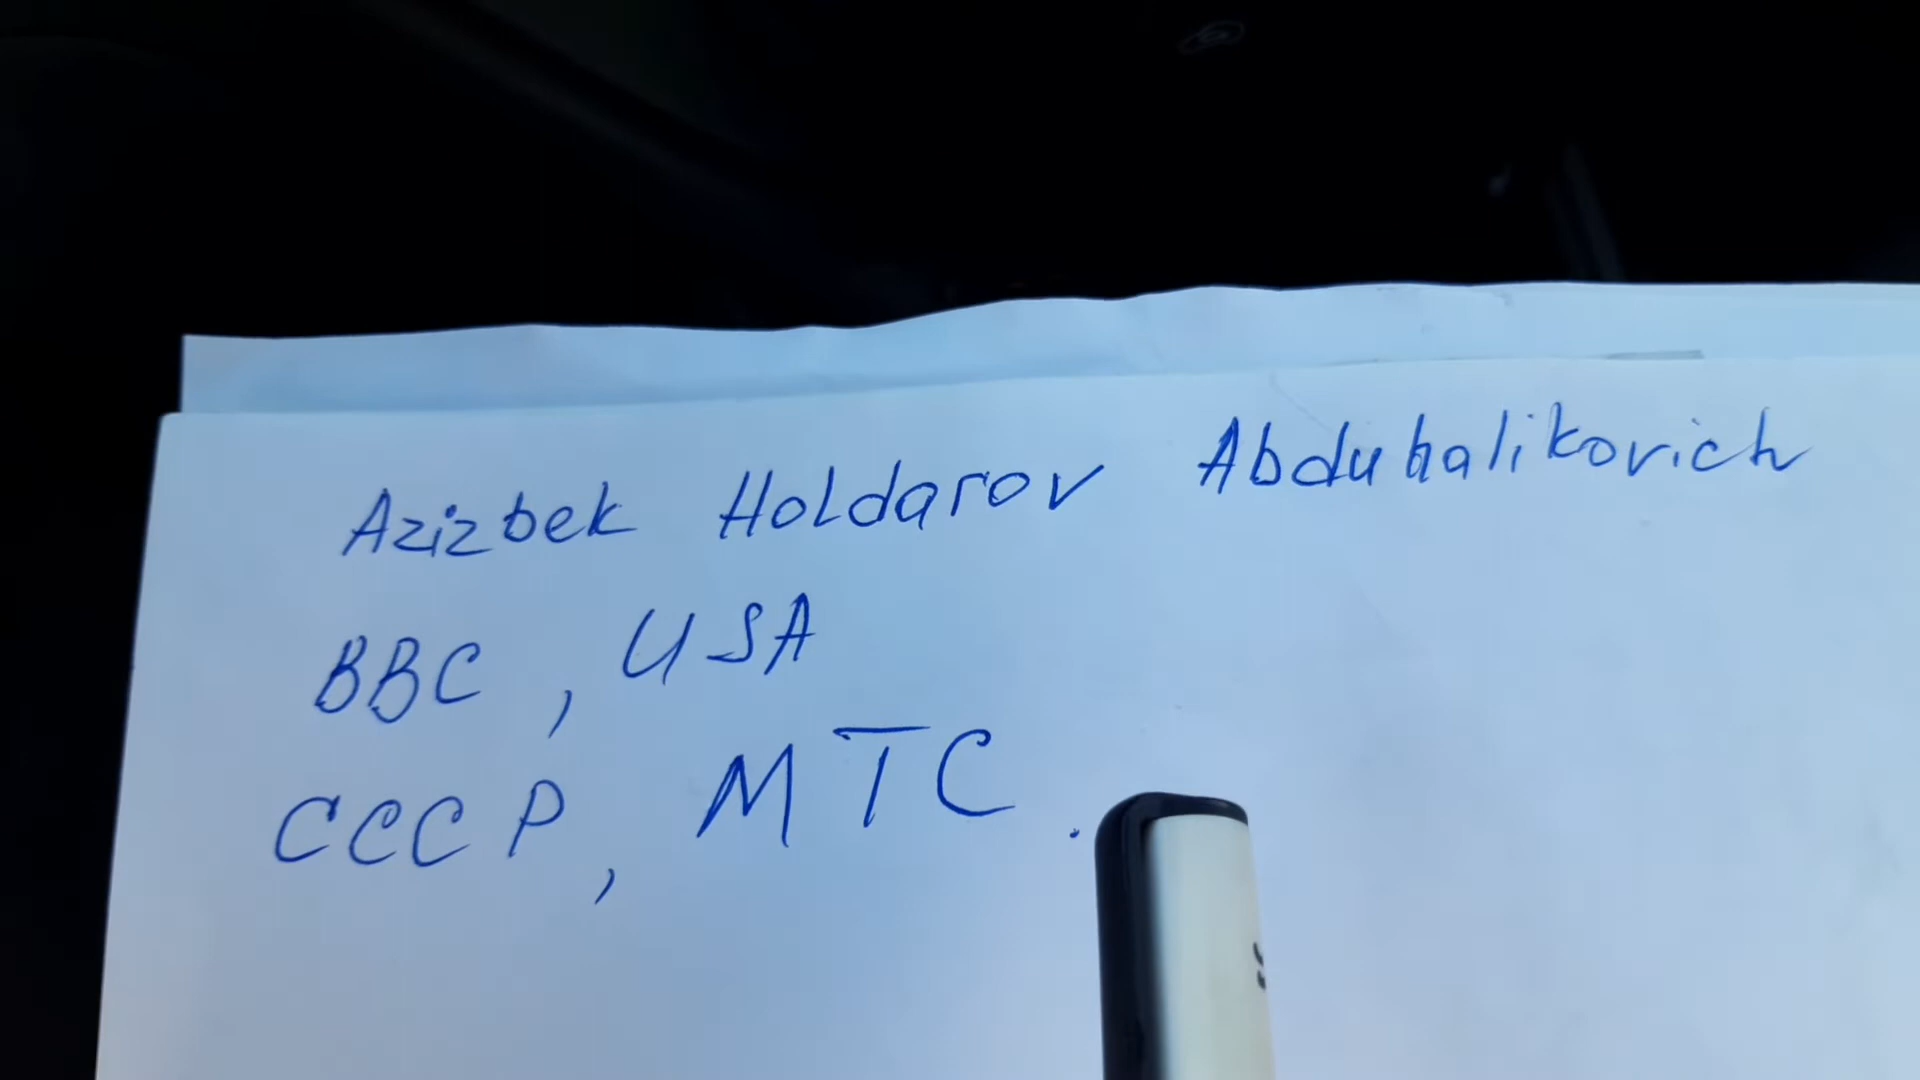 Azizbek Holdarov Abduhalikovich
BBC, USA
СССР, МТС.